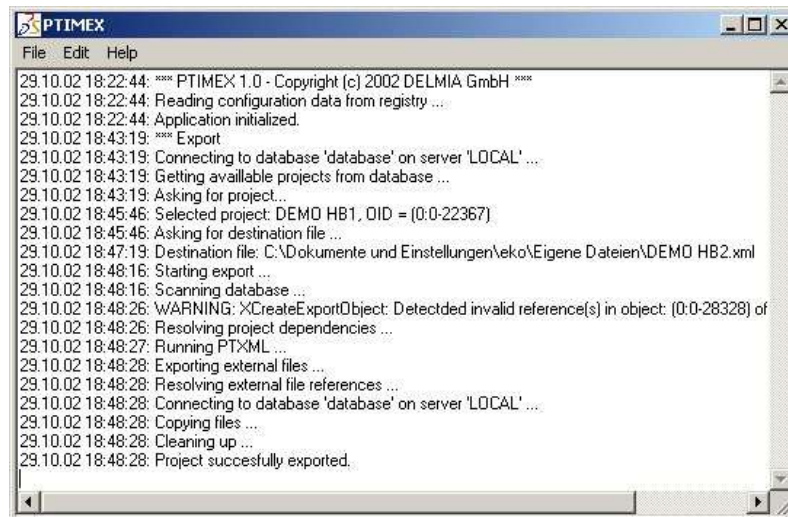 PTIMEX
File Edit Help
29.10.02 18:22:44: *** PTIMEX 1.0 - Copyright (c) 2002 DELMIA GmbH ***
29.10.02 18:22:44: Reading configuration data from registry ...
29.10.02 18:22:44: Application initialized.
29.10.02 18:43:19: *** Export
29.10.02 18:43:19: Connecting to database 'database' on server 'LOCAL' ...
29.10.02 18:43:19: Getting availlable projects from database ...
29.10.02 18:43:19: Asking for project...
29.10.02 18:45:46: Selected project: DEMO HB1, OID = (0:0-22367)
29.10.02 18:45:46: Asking for destination file ...
29.10.02 18:47:19: Destination file: C:\Dokumente und Einstellungen\eko\Eigene Dateien\DEMO HB2.xml
29.10.02 18:48:16: Starting export ...
29.10.02 18:48:16: Scanning database ...
29.10.02 18:48:26: WARNING: XCreateExportObject: Detectded invalid reference(s) in object: (0:0-28328) of
29.10.02 18:48:26: Resolving project dependencies ...
29.10.02 18:48:27: Running PTXML ...
29.10.02 18:48:28: Exporting external files ...
29.10.02 18:48:28: Resolving external file references ...
29.10.02 18:48:28: Connecting to database 'database' on server 'LOCAL' ...
29.10.02 18:48:28: Copying files ...
29.10.02 18:48:28: Cleaning up ...
29.10.02 18:48:28: Project succesfully exported.